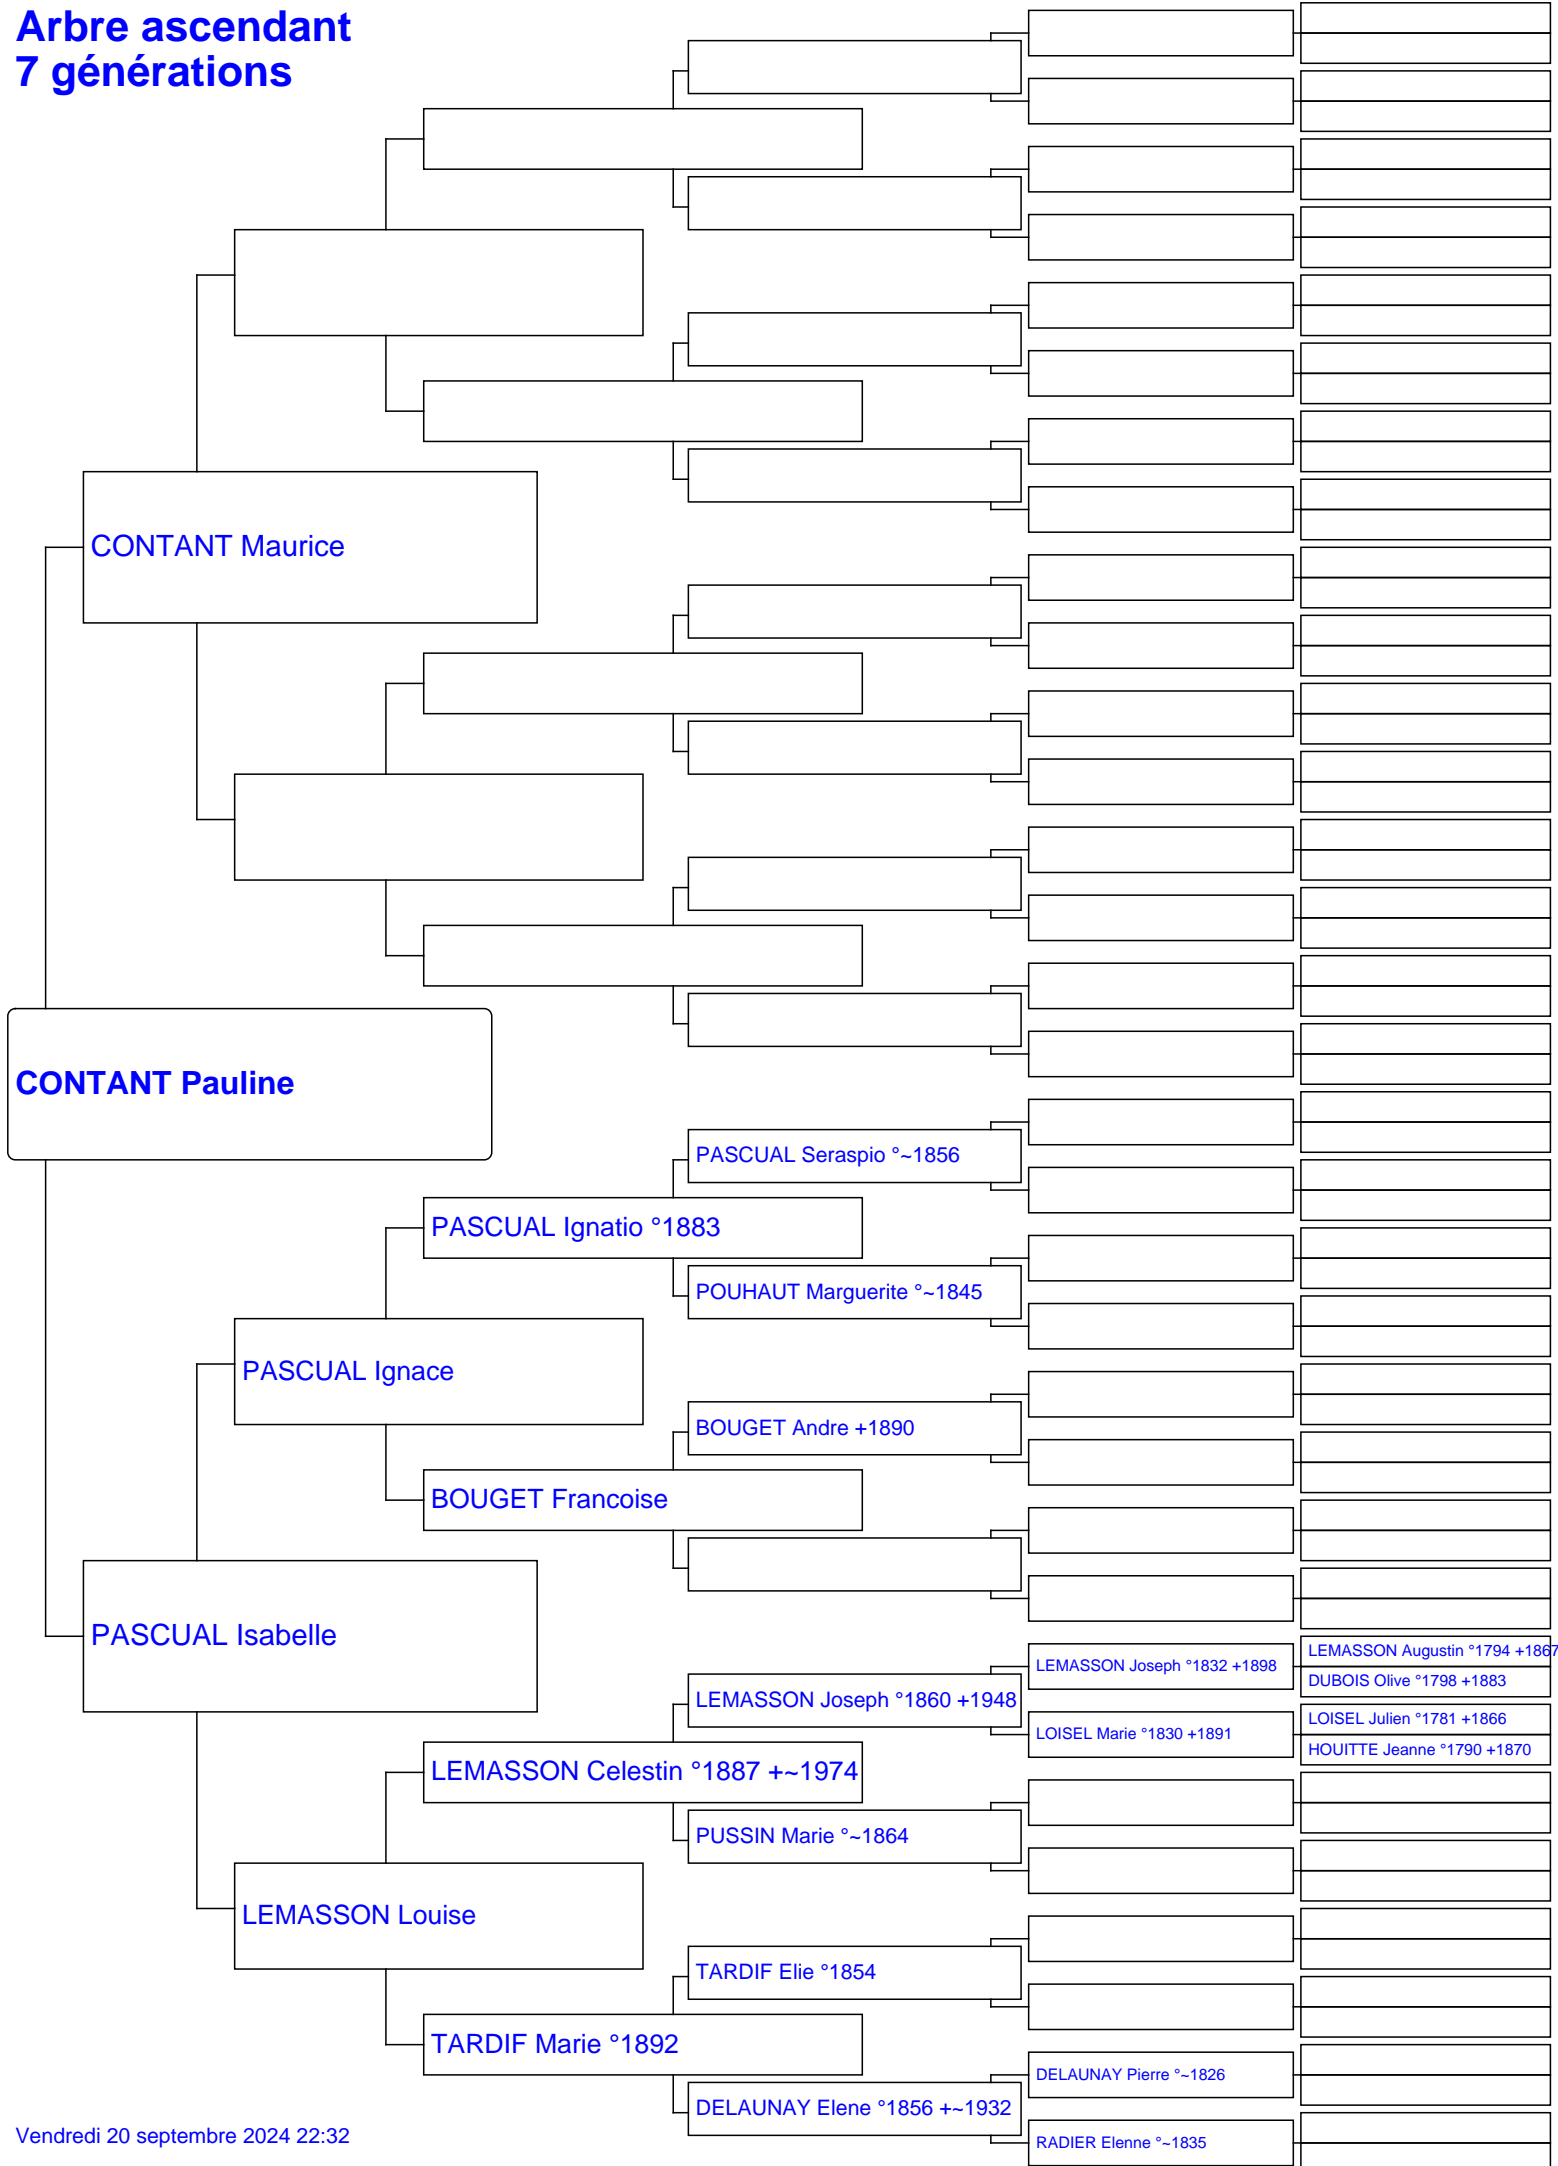 Arbre ascendant
7 générations
CONTANT Maurice
CONTANT Pauline
PASCUAL Seraspio °~1856
PASCUAL Ignatio °1883
POUHAUT Marguerite °~1845
PASCUAL Ignace
BOUGET Andre +1890
BOUGET Francoise
PASCUAL Isabelle
LEMASSON Augustin °1794 +1867
LEMASSON Joseph °1832 +1898
DUBOIS Olive °1798 +1883
LEMASSON Joseph °1860 +1948
LOISEL Julien °1781 +1866
LOISEL Marie °1830 +1891
HOUITTE Jeanne °1790 +1870
LEMASSON Celestin °1887 +~1974
PUSSIN Marie °~1864
LEMASSON Louise
TARDIF Elie °1854
TARDIF Marie °1892
DELAUNAY Pierre °~1826
DELAUNAY Elene °1856 +~1932
RADIER Elenne °~1835
Vendredi 20 septembre 2024 22:32